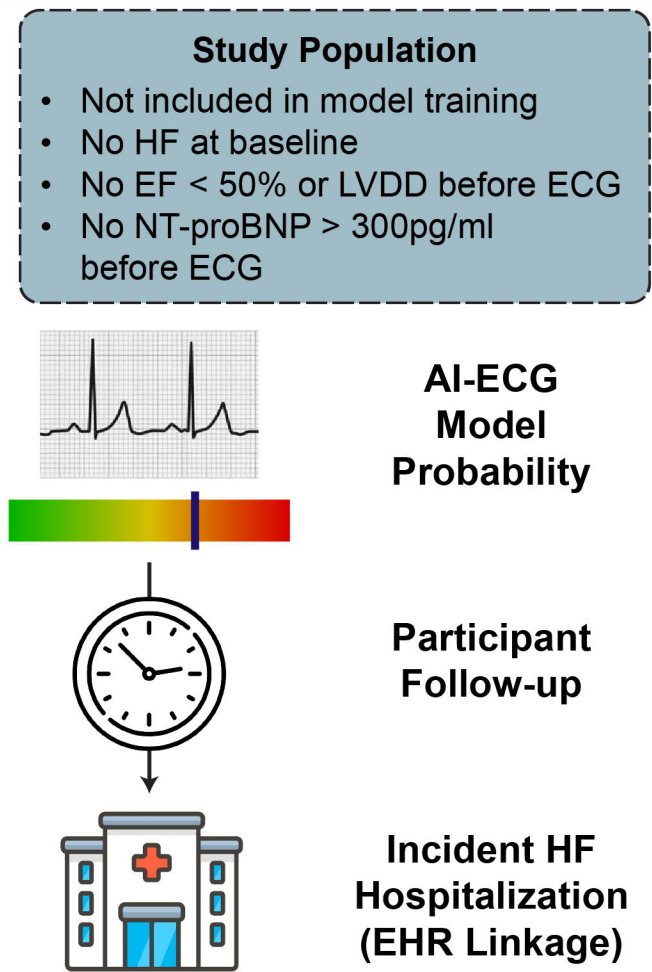 Study Population
• Not included in model training
• No HF at baseline
• No EF < 50% or LVDD before ECG
• No NT-proBNP > 300pg/ml
before ECG
AI-ECG
Model
Probability
Participant
Follow-up
Incident HF
Hospitalization
(EHR Linkage)